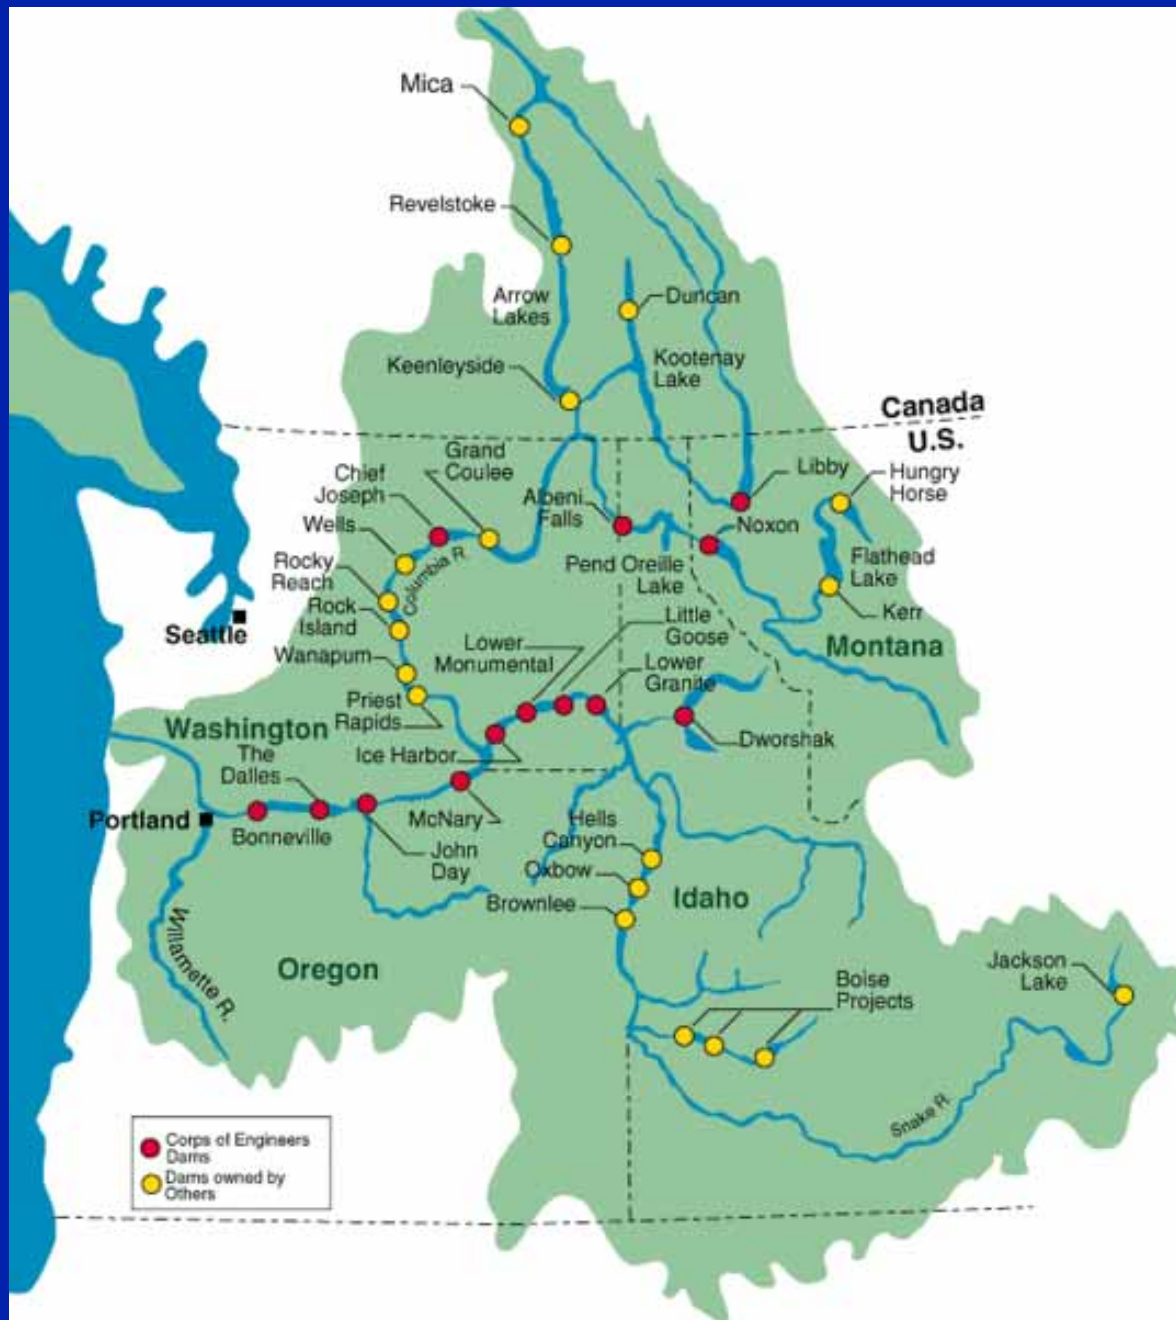 Mica
Revelstoke
Arrow
Lakes
Duncan
Keenleyside
Kootenay
Lake
Canada
U.S.
Grand
Coulee
Chief
Joseph
Albeni
Falls
Libby
Hungry
Horse
Wells
Noxon
Columbia R.
Rocky
Reach
Pend Oreille
Lake
Flathead
Lake
Rock
Island
Kerr
Seattle
Little
Goose
Lower
Monumental
Montana
Wanapum
Lower
Granite
Priest
Rapids
Washington
Ice Harbor
Dworshak
The
Dalles
Portland
Bonneville
McNary
John
Day
Hells
Canyon
Oxbow
Brownlee
Idaho
Willamette R.
Oregon
Boise
Projects
Jackson
Lake
Snake R.
Corps of Engineers
Dams
Dams owned by
Others